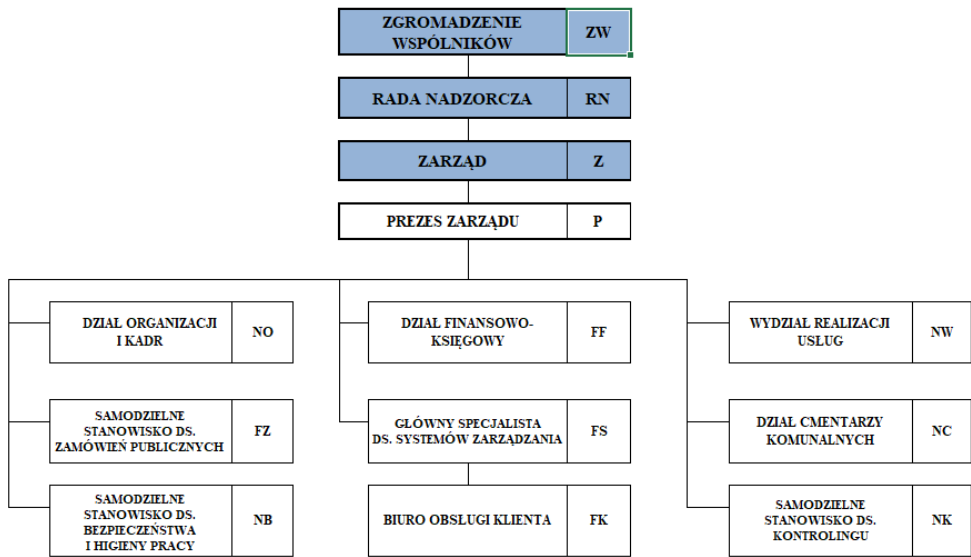 ZGROMADZENIE
WSPÓLNIKÓW
ZW
RADA NADZORCZA
RN
ZARZĄD
Z
PREZES ZARZĄDU
P
DZIAŁ ORGANIZACJI
I KADR
NO
DZIAŁ FINANSOWO-
KSIĘGOWY
FF
WYDZIAŁ REALIZACJI
USŁUG
NW
SAMODZIELNE
STANOWISKO DS.
ZAMÓWIEŃ PUBLICZNYCH
FZ
GŁÓWNY SPECJALISTA
DS. SYSTEMÓW ZARZĄDZANIA
FS
DZIAŁ CMENTARZY
KOMUNALNYCH
NC
SAMODZIELNE
STANOWISKO DS.
BEZPIECZEŃSTWA
I HIGIENY PRACY
NB
BIURO OBSŁUGI KLIENTA
FK
SAMODZIELNE
STANOWISKO DS.
KONTROLINGU
NK